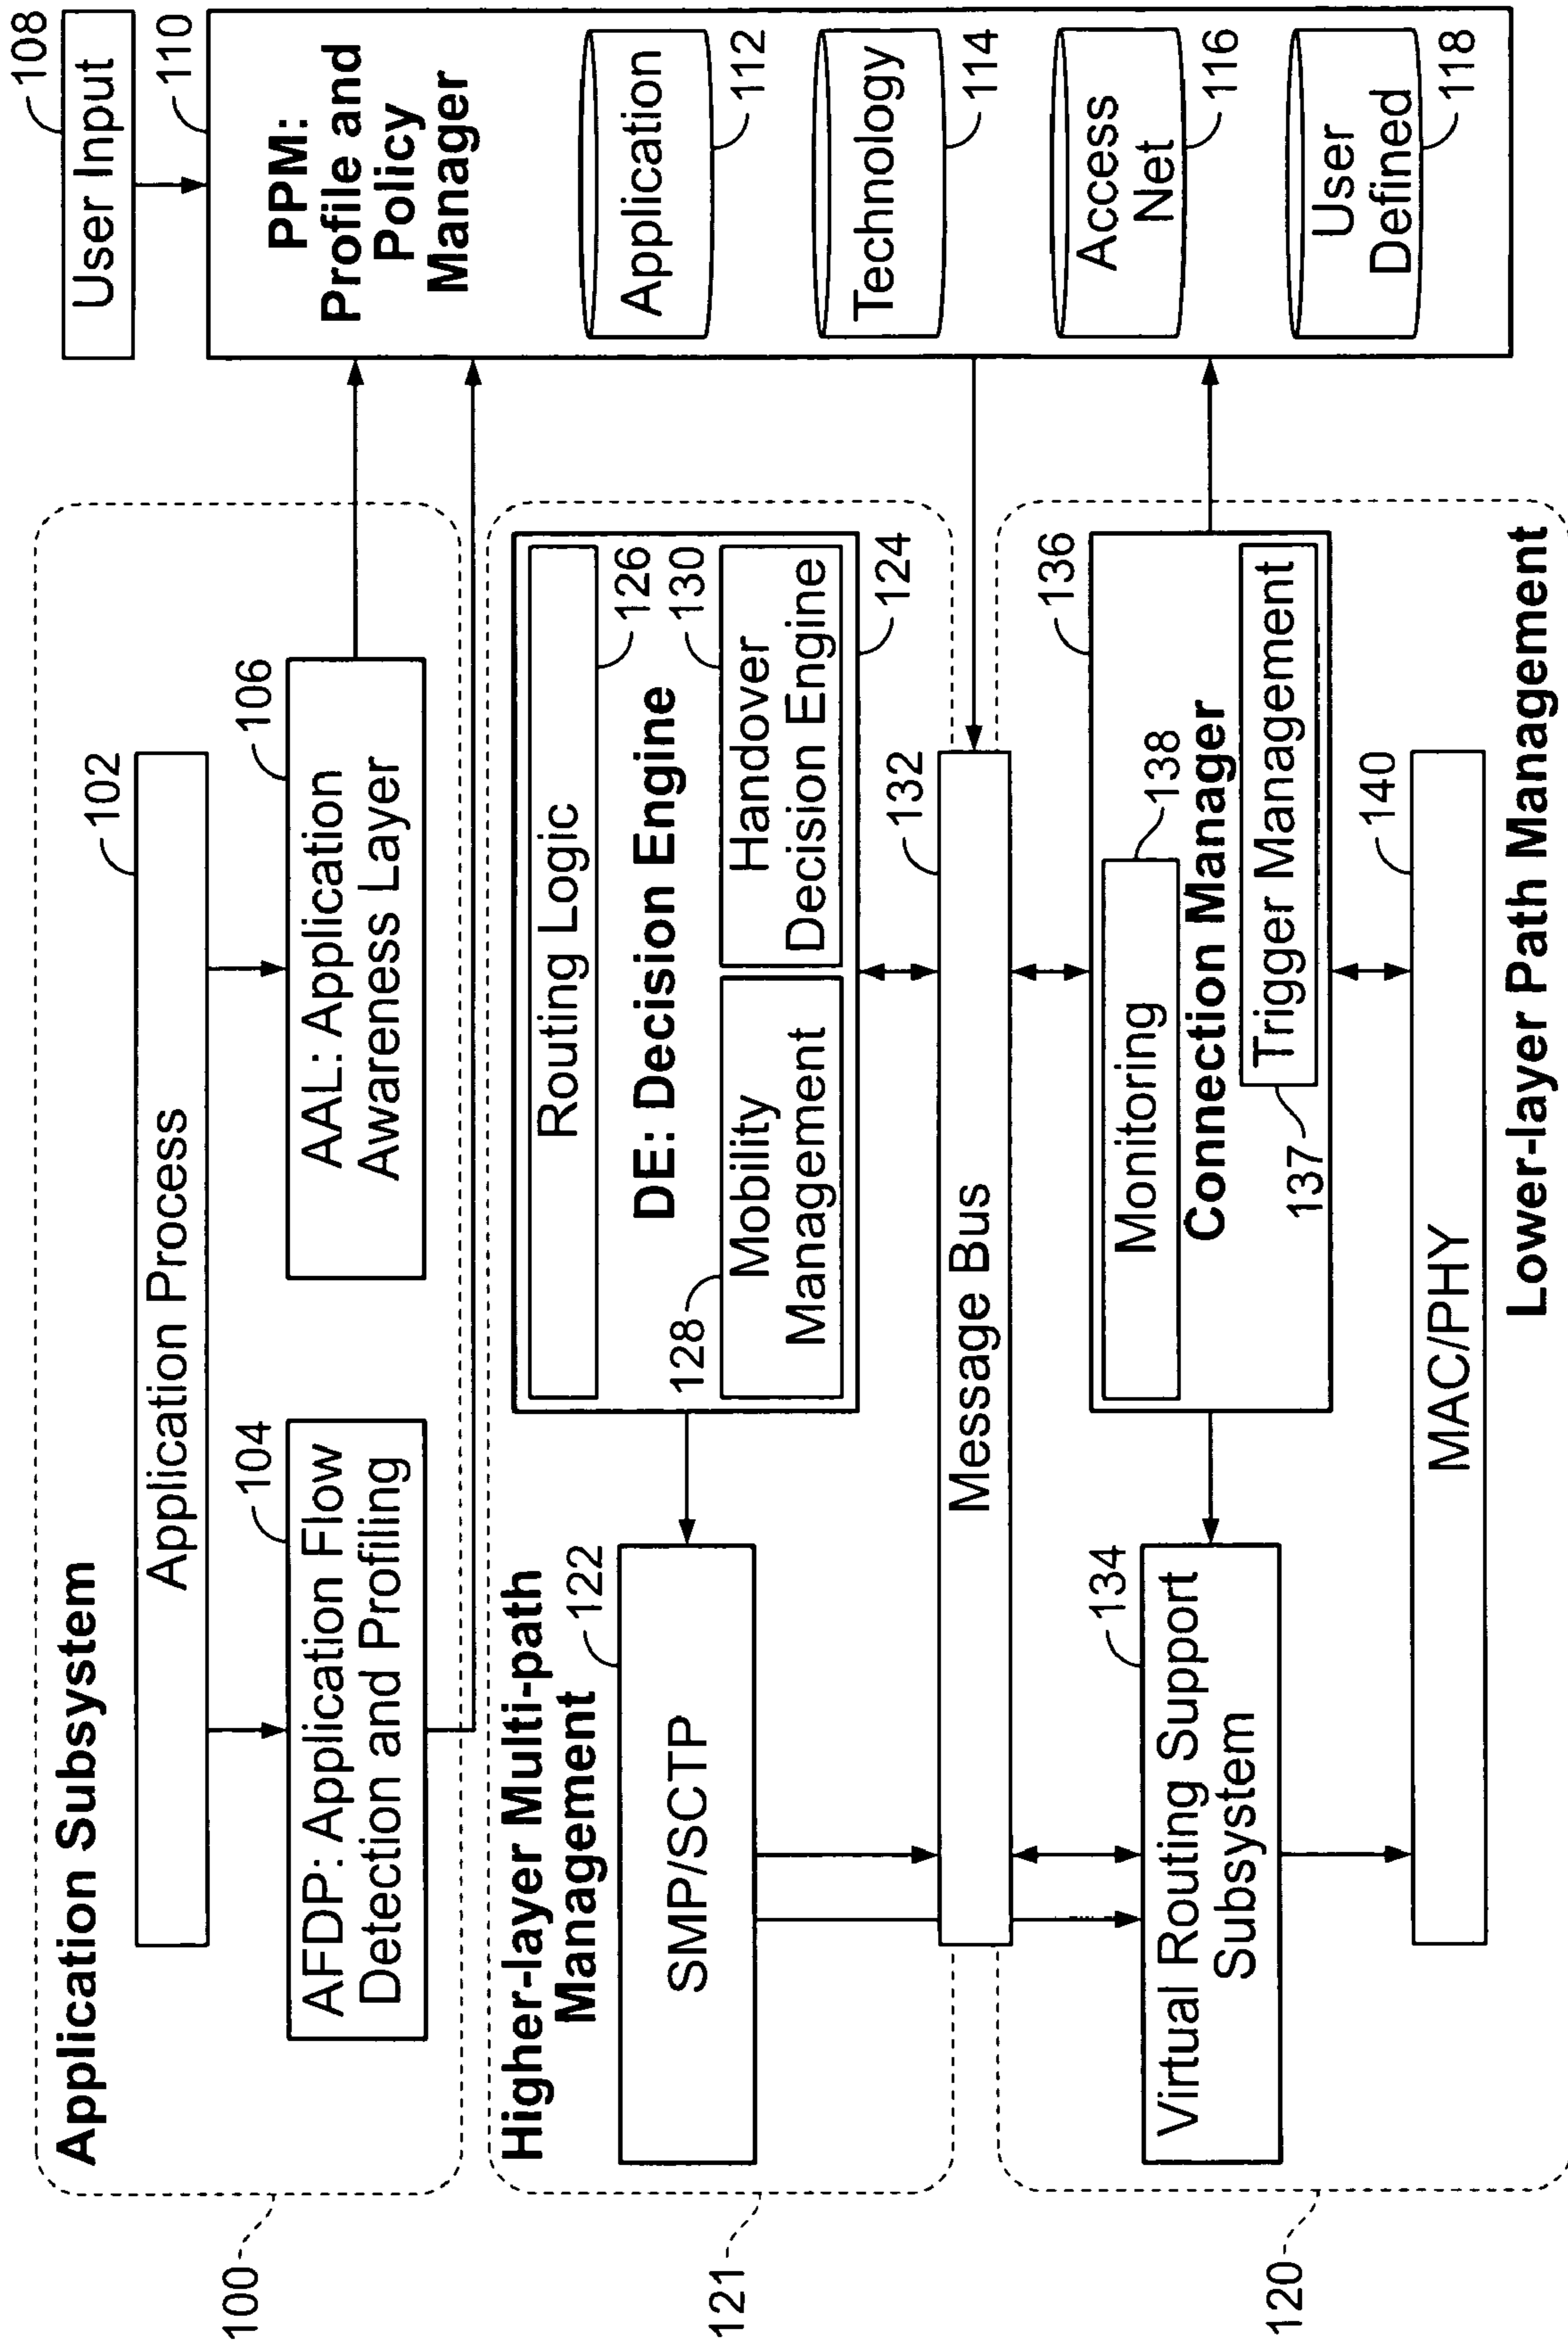 Application Subsystem
100
Application Process
102
AFDP: Application Flow
Detection and Profiling
104
AAL: Application
Awareness Layer
106
User Input
108
110
PPM:
Profile and
Policy
Manager
Application
112
Technology
114
Access
Net
116
User
Defined
118
Higher-layer Multi-path
Management
121
SMP/SCTP
122
Routing Logic
126
DE: Decision Engine
124
128
Mobility
Management
130
Handover
Decision Engine
Message Bus
132
120
Virtual Routing Support
Subsystem
134
136
Monitoring
138
Connection Manager
137
Trigger Management
MAC/PHY
140
Lower-layer Path Management